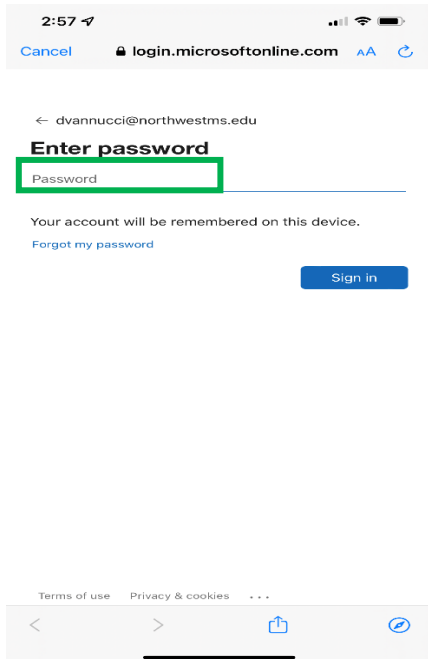 2:57
Cancel login.microsoftonline.com AA
← dvannucci@northwestms.edu
Enter password
Password
Your account will be remembered on this device.
Forgot my password
Sign in
Terms of use Privacy & cookies ...